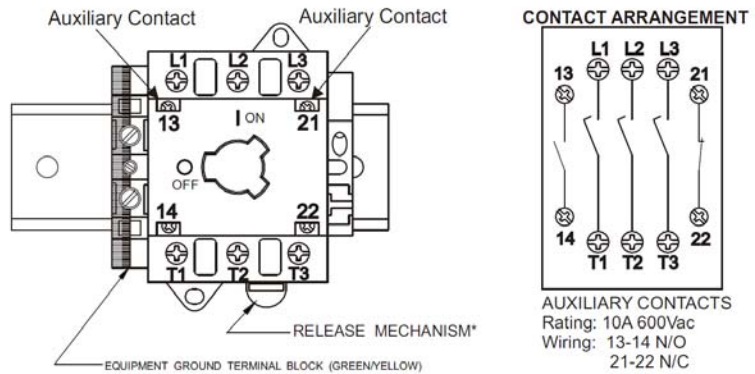 Auxiliary Contact
Auxiliary Contact
L1 L2 L3
13
I ON
21
OFF
14
22
T1 T2 T3
RELEASE MECHANISM*
EQUIPMENT GROUND TERMINAL BLOCK (GREEN/YELLOW)
CONTACT ARRANGEMENT
L1 L2 L3
13
21
14
22
T1 T2 T3
AUXILIARY CONTACTS
Rating: 10A 600Vac
Wiring: 13-14 N/O
21-22 N/C